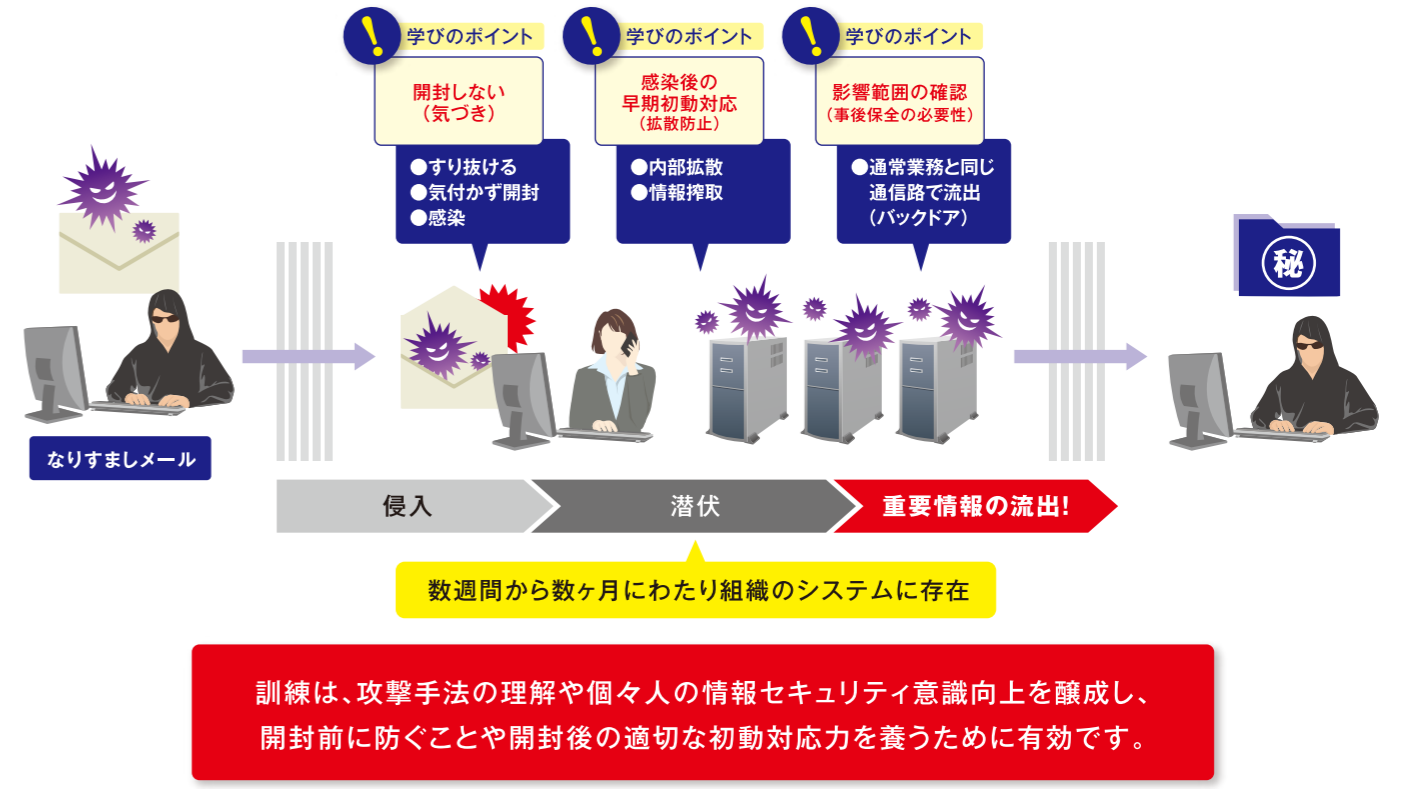 学びのポイント
開封しない
（気づき）
●すり抜ける
●気付かず開封
●感染
学びのポイント
感染後の
早期初動対応
（拡散防止）
●内部拡散
●情報搾取
学びのポイント
影響範囲の確認
（事後保全の必要性）
●通常業務と同じ
通信路で流出
（バックドア）
㊙
なりすましメール
侵入
潜伏
重要情報の流出!
数週間から数ヶ月にわたり組織のシステムに存在
訓練は、攻撃手法の理解や個々人の情報セキュリティ意識向上を醸成し、
開封前に防ぐことや開封後の適切な初動対応力を養うために有効です。